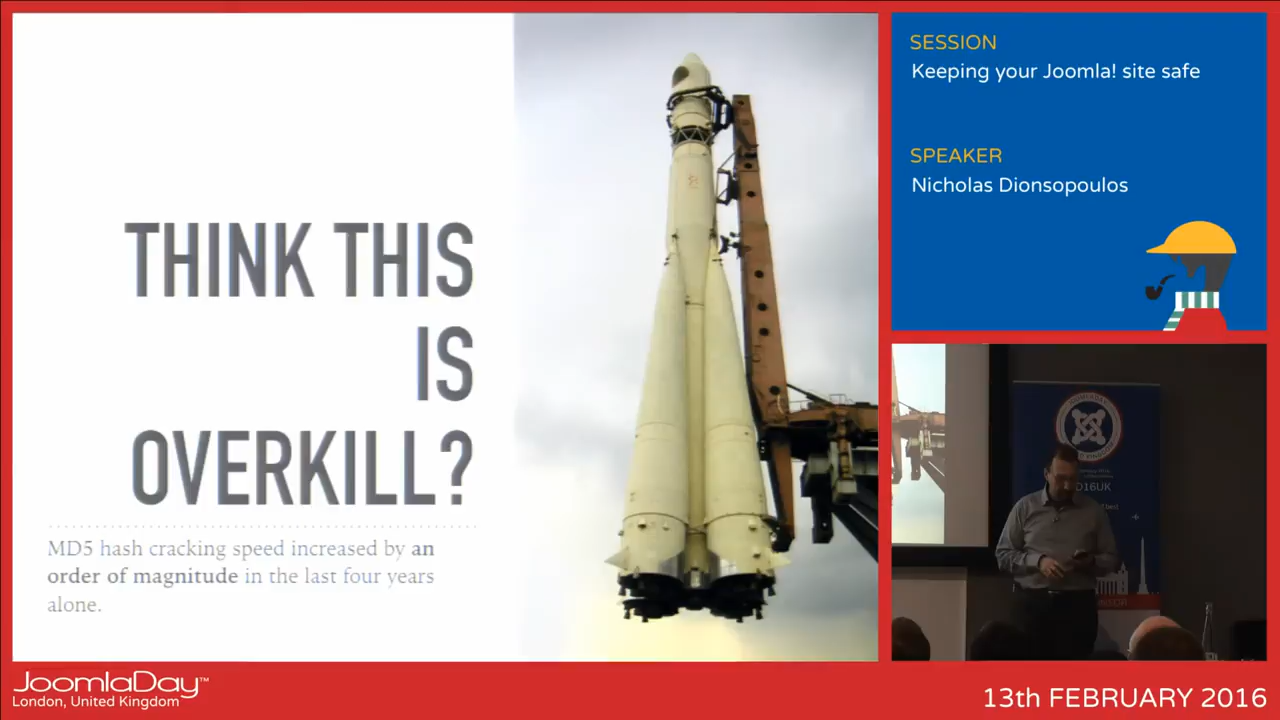 THINK THIS
IS
OVERKILL?
MD5 hash cracking speed increased by an
order of magnitude in the last four years
alone.
SESSION
Keeping your Joomla! site safe
SPEAKER
Nicholas Dionsopoulos
D16UK
JoomlaDay™
London, United Kingdom
13th FEBRUARY 2016